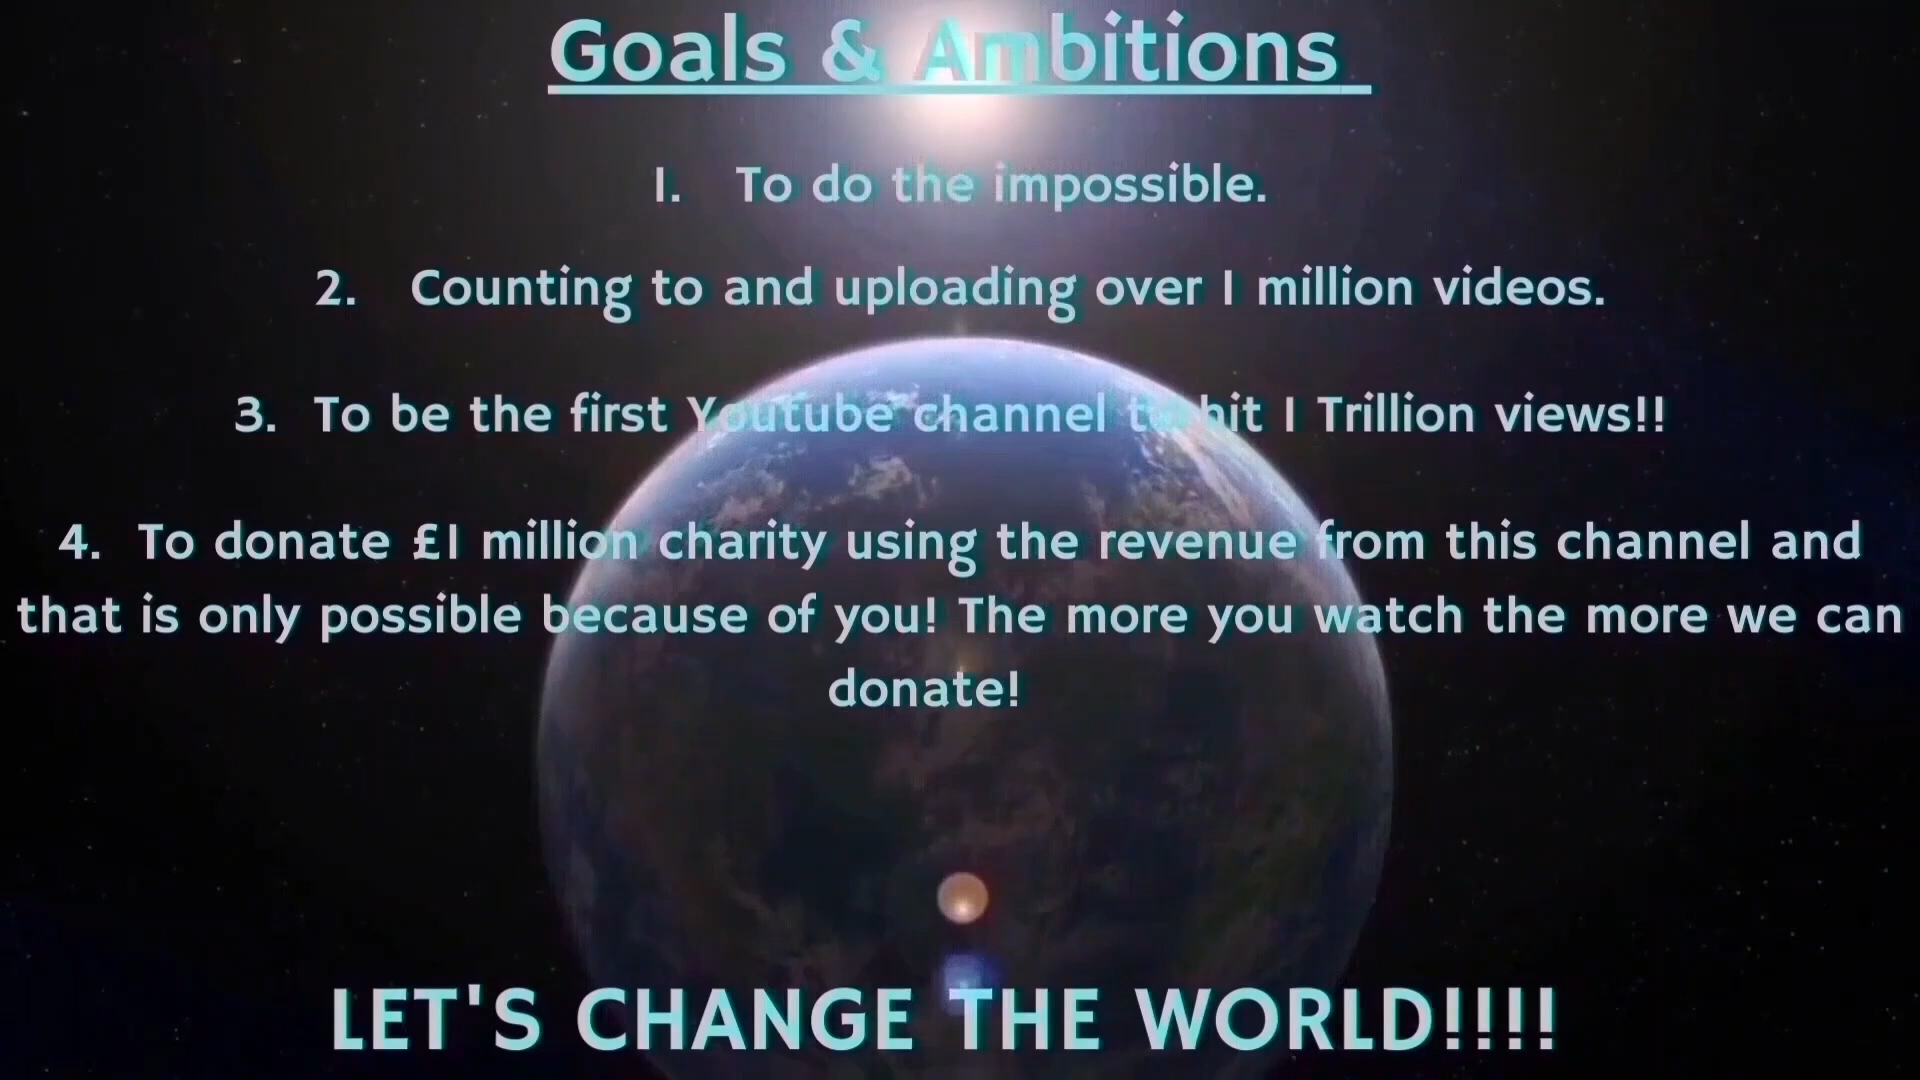 Goals & Ambitions
1. To do the impossible.
2. Counting to and uploading over 1 million videos.
3. To be the first Youtube channel to hit 1 Trillion views!!
4. To donate £1 million charity using the revenue from this channel and
that is only possible because of you! The more you watch the more we can
donate!
LET'S CHANGE THE WORLD!!!!